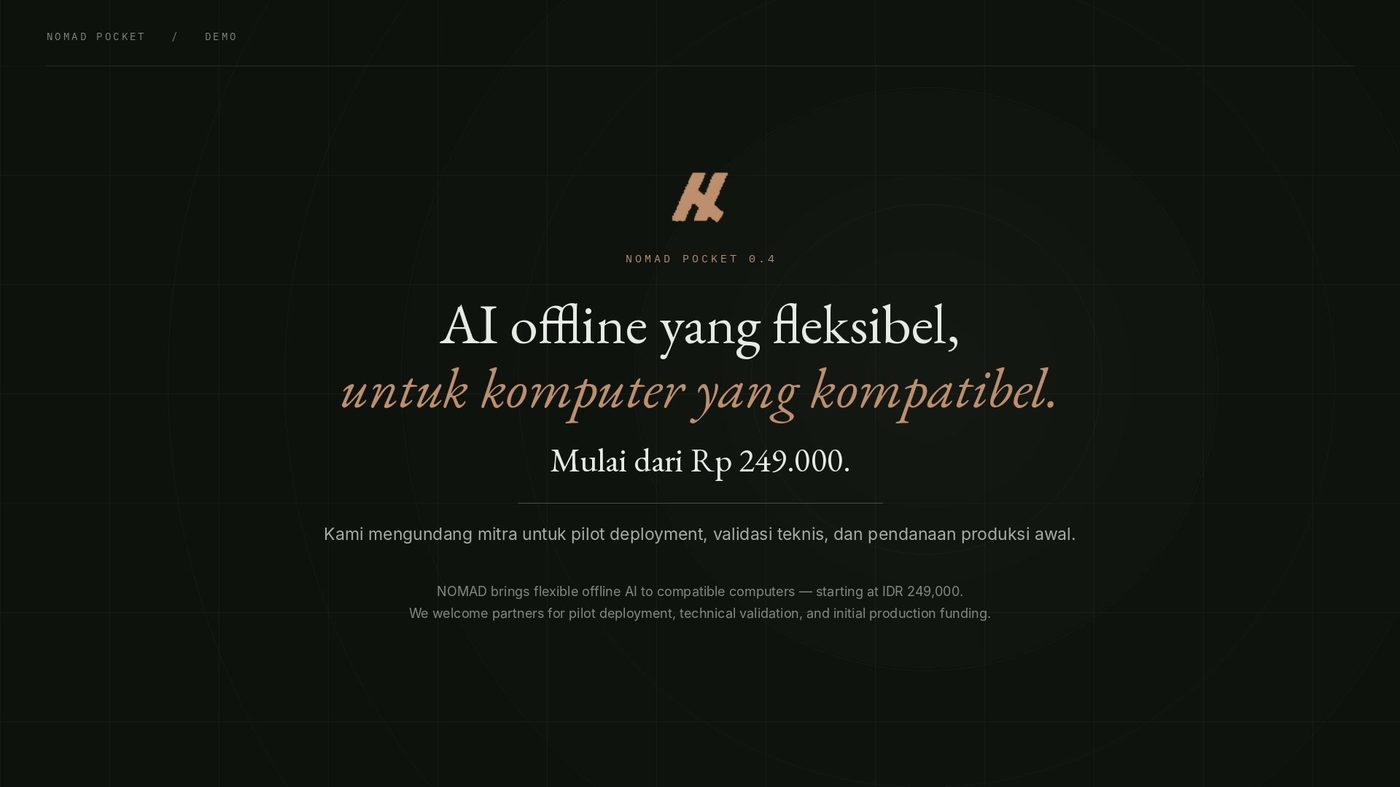 NOMAD POCKET / DEMO
NOMAD POCKET 0.4
AI offline yang fleksibel,
untuk komputer yang kompatibel.
Mulai dari Rp 249.000.
Kami mengundang mitra untuk pilot deployment, validasi teknis, dan pendanaan produksi awal.
NOMAD brings flexible offline AI to compatible computers — starting at IDR 249,000.
We welcome partners for pilot deployment, technical validation, and initial production funding.